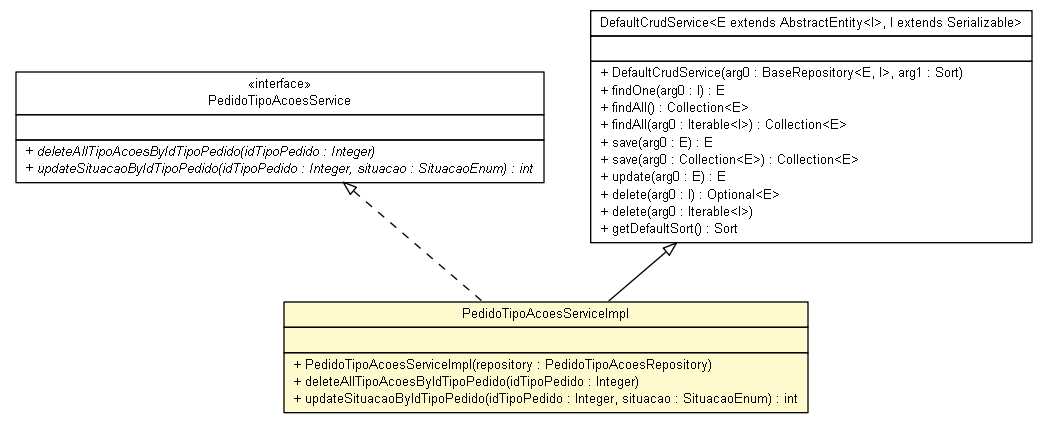 DefaultCrudService<E extends AbstractEntity<I>, I extends Serializable>
+ DefaultCrudService(arg0 : BaseRepository<E, I>, arg1 : Sort)
+ findOne(arg0 : I) : E
+ findAll() : Collection<E>
+ findAll(arg0 : Iterable<I>) : Collection<E>
+ save(arg0 : E) : E
+ save(arg0 : Collection<E>) : Collection<E>
+ update(arg0 : E) : E
+ delete(arg0 : I) : Optional<E>
+ delete(arg0 : Iterable<I>)
+ getDefaultSort() : Sort
«interface»
PedidoTipoAcoesService
+ deleteAllTipoAcoesByIdTipoPedido(idTipoPedido : Integer)
+ updateSituacaoByIdTipoPedido(idTipoPedido : Integer, situacao : SituacaoEnum) : int
PedidoTipoAcoesServiceImpl
+ PedidoTipoAcoesServiceImpl(repository : PedidoTipoAcoesRepository)
+ deleteAllTipoAcoesByIdTipoPedido(idTipoPedido : Integer)
+ updateSituacaoByIdTipoPedido(idTipoPedido : Integer, situacao : SituacaoEnum) : int